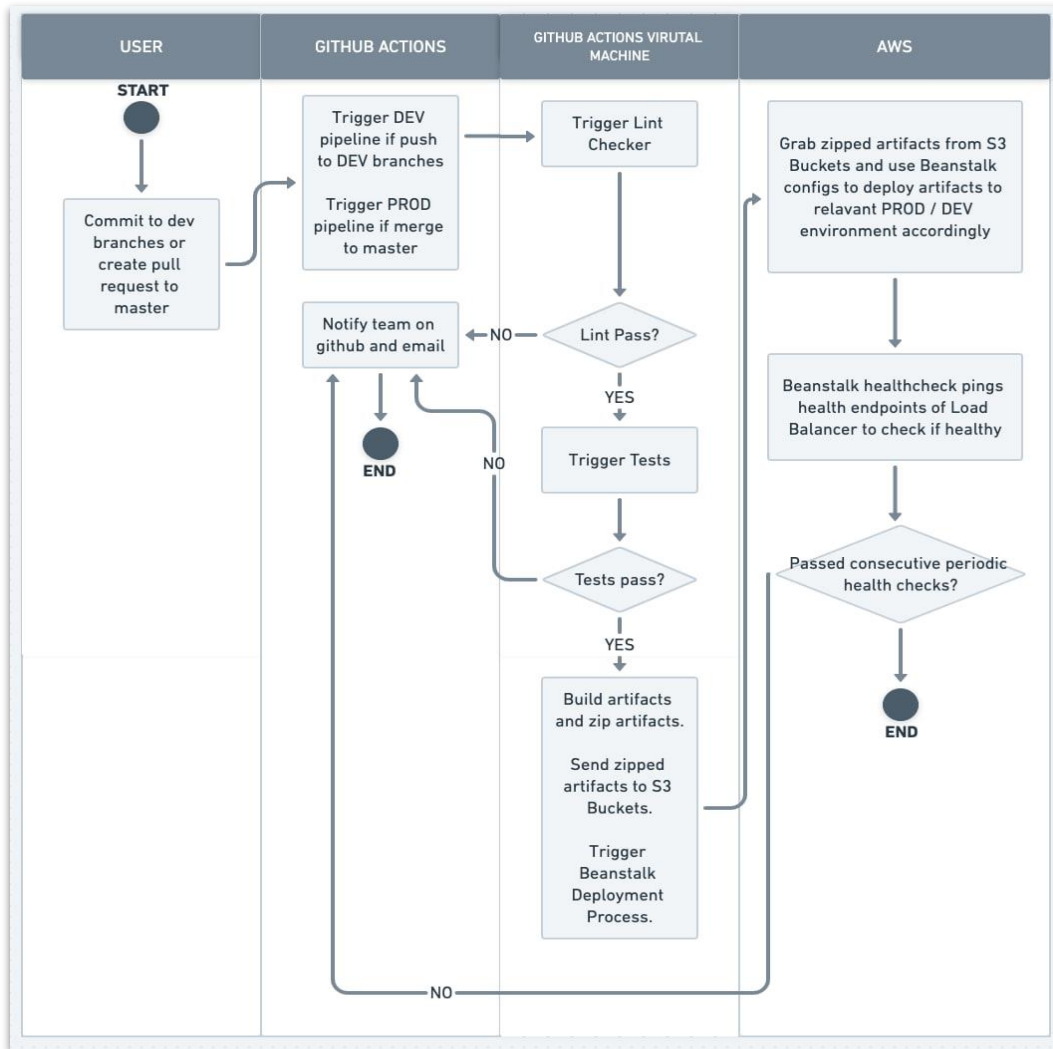 USER
GITHUB ACTIONS
GITHUB ACTIONS VIRUTAL
MACHINE
AWS
START
Commit to dev
branches or
create pull
request to
master
Trigger DEV
pipeline if push
to DEV branches
Trigger PROD
pipeline if merge
to master
Notify team on
github and email
END
Trigger Lint
Checker
Lint Pass?
NO
YES
Trigger Tests
NO
Tests pass?
YES
Build artifacts
and zip artifacts.
Send zipped
artifacts to S3
Buckets.
Trigger
Beanstalk
Deployment
Process.
Grab zipped artifacts from S3
Buckets and use Beanstalk
configs to deploy artifacts to
relavant PROD / DEV
environment accordingly
Beanstalk healthcheck pings
health endpoints of Load
Balancer to check if healthy
Passed consecutive periodic
health checks?
END
NO